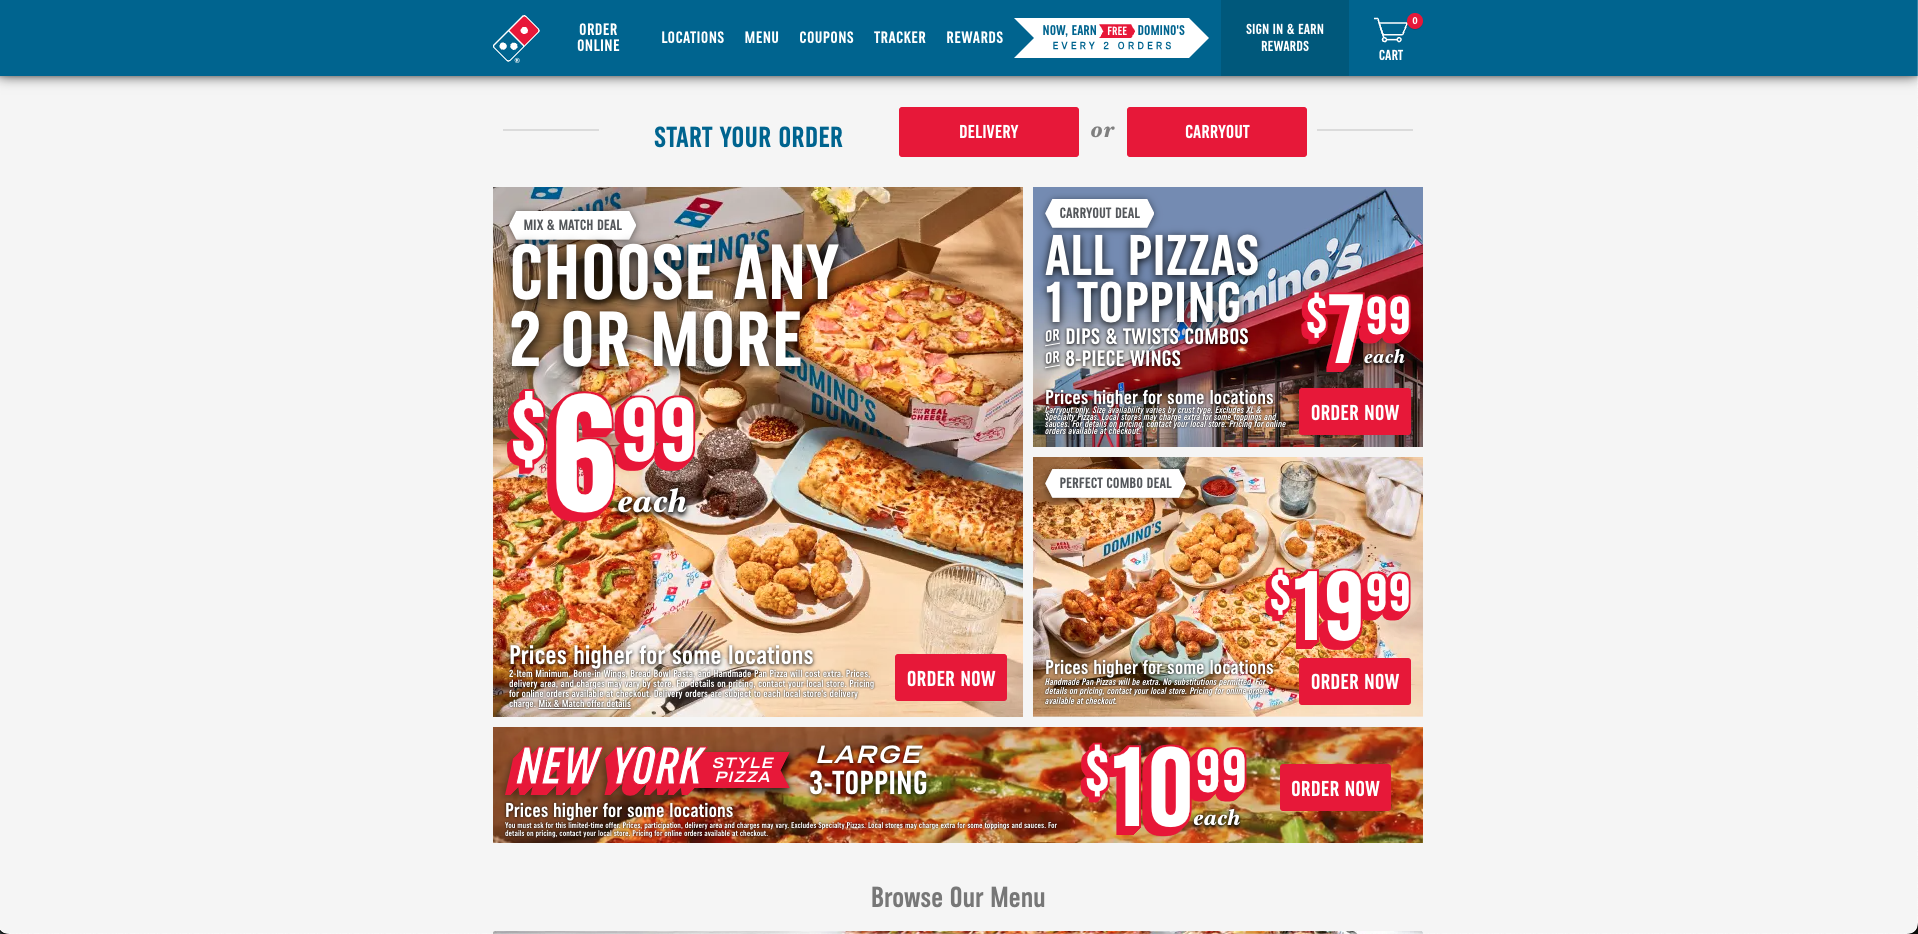 ORDER
ONLINE
LOCATIONS
MENU
COUPONS
TRACKER
REWARDS
NOW, EARN FREE DOMINO'S
EVERY 2 ORDERS
SIGN IN & EARN
REWARDS
0
CART
START YOUR ORDER
DELIVERY
or
CARRYOUT
MIX & MATCH DEAL
CHOOSE ANY
2 OR MORE
$6.99
each
Prices higher for some locations
2-Item Minimum. Bone-in Wings, Bread Bowl Pasta, and Handmade Pan Pizza will cost extra. Prices,
delivery area, and charges may vary by store. For details on pricing, contact your local store. Pricing
for online orders available at checkout. Delivery orders are subject to each local store's delivery
charge. Mix & Match offer details
DOMINO'S
DOMINO'S
REAL
CHEESE
CARRYOUT DEAL
ALL PIZZAS
1 TOPPING
OR DIPS & TWISTS COMBOS
OR 8-PIECE WINGS
$7.99
each
Prices higher for some locations
Carryout only. Size availability varies by crust type. Excludes XL &
Specialty Pizzas. Local stores may charge extra for some toppings and
sauces. For details on pricing, contact your local store. Pricing for online
orders available at checkout.
ORDER NOW
PERFECT COMBO DEAL
DOMINO'S
$19.99
Prices higher for some locations
Handmade Pan Pizzas will be extra. No substitutions permitted. For
details on pricing, contact your local store. Pricing for online orders
available at checkout.
ORDER NOW
ORDER NOW
NEW YORK STYLE
PIZZA
LARGE
3-TOPPING
$10.99
each
Prices higher for some locations
You must ask for this limited-time offer. Prices, participation, delivery area and charges may vary. Excludes Specialty Pizzas. Local stores may charge extra for some toppings and sauces. For
details on pricing, contact your local store. Pricing for online orders available at checkout.
ORDER NOW
Browse Our Menu